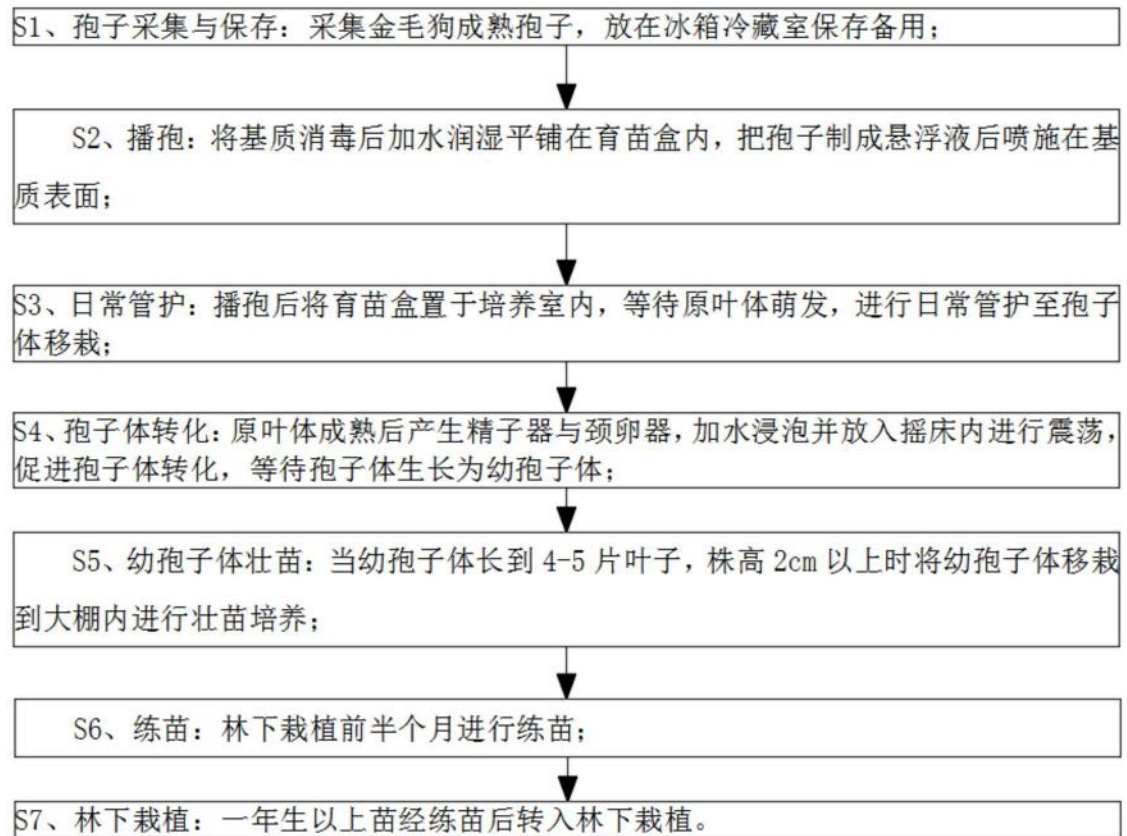 S1、孢子采集与保存：采集金毛狗成熟孢子，放在冰箱冷藏室保存备用；
S2、播孢：将基质消毒后加水润湿平铺在育苗盒内，把孢子制成悬浮液后喷施在基
质表面；
S3、日常管护：播孢后将育苗盒置于培养室内，等待原叶体萌发，进行日常管护至孢子
体移栽；
S4、孢子体转化：原叶体成熟后产生精子器与颈卵器，加水浸泡并放入摇床内进行震荡，
促进孢子体转化，等待孢子体生长为幼孢子体；
S5、幼孢子体壮苗：当幼孢子体长到 4-5 片叶子，株高 2cm 以上时将幼孢子体移栽
到大棚内进行壮苗培养；
S6、练苗：林下栽植前半个月进行练苗；
S7、林下栽植：一年生以上苗经练苗后转入林下栽植。